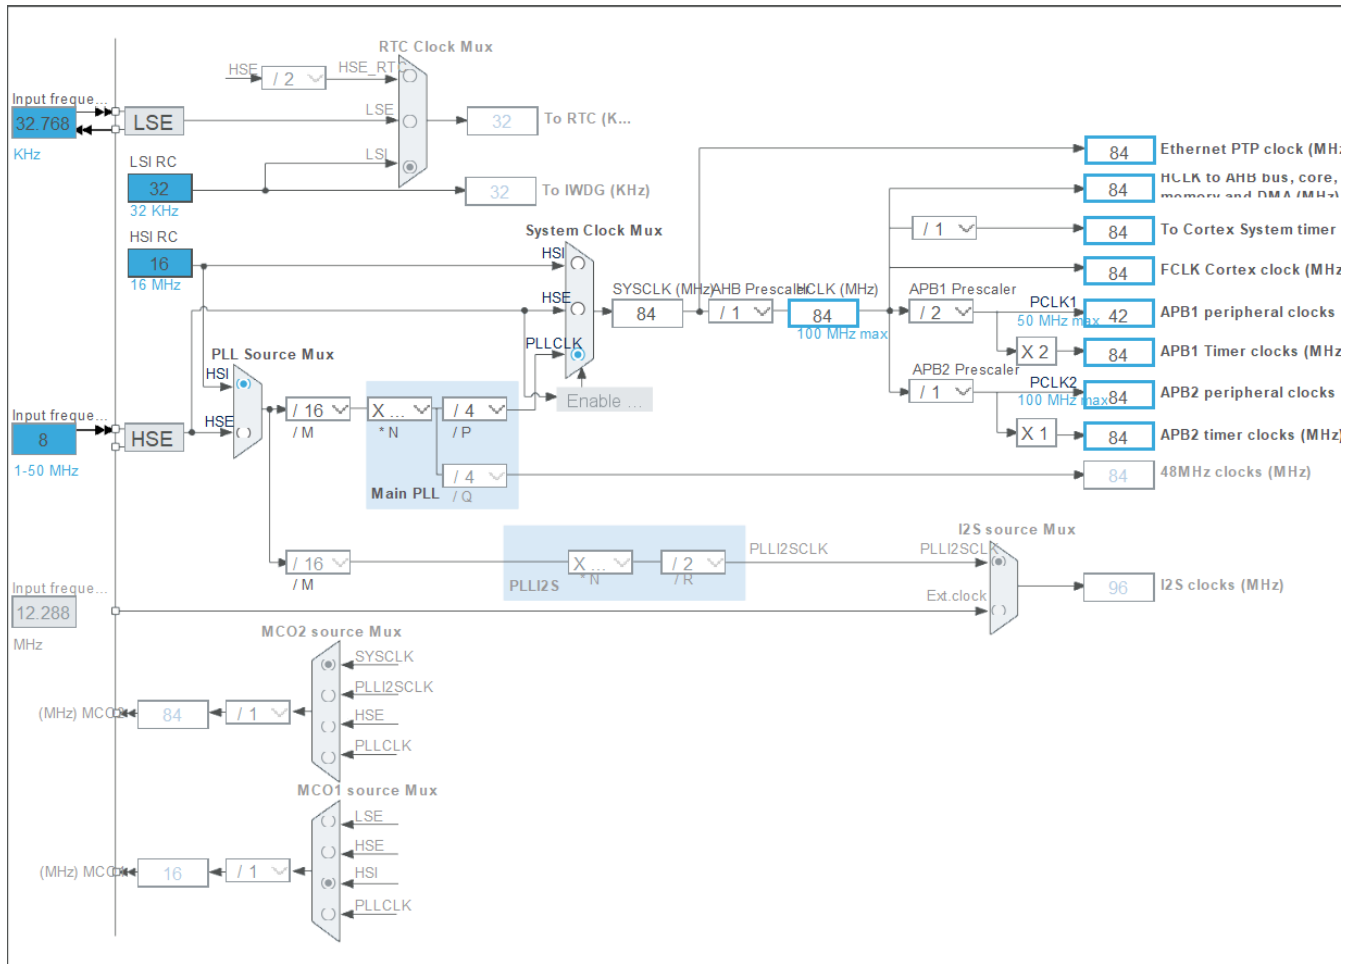 RTC Clock Mux
HSE
/ 2
HSE_RTC
Input freque...
32.768
KHz
LSE
LSE
32
To RTC (K...
LSI RC
32
32 KHz
LSI
32
To IWDG (KHz)
84
Ethernet PTP clock (MHz
84
HCLK to AHB bus, core,
memory and DMA (MHz)
/ 1
84
To Cortex System timer
84
FCLK Cortex clock (MHz
HSI RC
16
16 MHz
System Clock Mux
HSI
HSE
PLLCLK
SYSCLK (MHz)
84
AHB Prescaler
/ 1
HCLK (MHz)
84
100 MHz max
APB1 Prescaler
/ 2
PCLK1
50 MHz max
42
APB1 peripheral clocks
X 2
84
APB1 Timer clocks (MHz
APB2 Prescaler
/ 1
PCLK2
100 MHz max
84
APB2 peripheral clocks
X 1
84
APB2 timer clocks (MHz)
Enable ...
PLL Source Mux
HSI
HSE
Input freque...
8
1-50 MHz
HSE
/ 16
/ M
X ...
* N
/ 4
/ P
/ 4
/ Q
Main PLL
84
48MHz clocks (MHz)
/ 16
/ M
X ...
* N
/ 2
/ R
PLLI2S
PLLI2SCLK
I2S source Mux
PLLI2SCLK
Ext.clock
96
I2S clocks (MHz)
Input freque...
12.288
MHz
MCO2 source Mux
SYSCLK
PLLI2SCLK
HSE
PLLCLK
(MHz) MCO2
84
/ 1
MCO1 source Mux
LSE
HSE
HSI
PLLCLK
(MHz) MCO1
16
/ 1